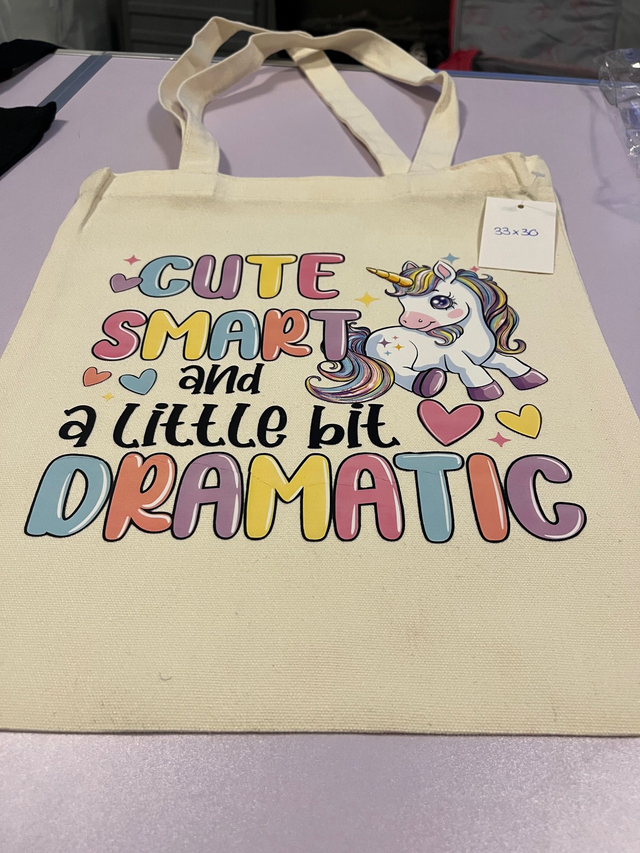 CUTE
33x30
SMART
and
a little bit
DRAMATIC